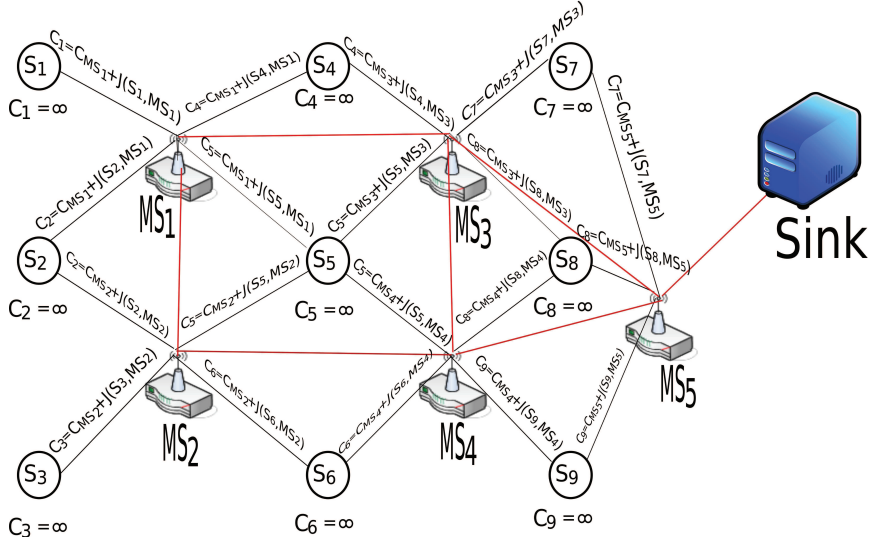 C1=CMS1+J(S1,MS1)
S1
C1 =∞
C4=CMS1+J(S4,MS1)
S4
C4 =∞
C4=CMS3+J(S4,MS3)
C7=CMS3+J(S7,MS3)
S7
C7 =∞
C7=CMS5+J(S7,MS5)
C2=CMS1+J(S2,MS1)
MS1
C5=CMS1+J(S5,MS1)
C5=CMS3+J(S5,MS3)
MS3
C8=CMS3+J(S8,MS3)
Sink
S2
C2 =∞
C2=CMS2+J(S2,MS2)
C5=CMS2+J(S5,MS2)
S5
C5 =∞
C5=CMS4+J(S5,MS4)
C8=CMS4+J(S8,MS4)
S8
C8 =∞
C8=CMS5+J(S8,MS5)
MS5
C3=CMS2+J(S3,MS2)
MS2
C6=CMS2+J(S6,MS2)
C6=CMS4+J(S6,MS4)
MS4
C9=CMS4+J(S9,MS4)
C9=CMS5+J(S9,MS5)
S3
C3 =∞
S6
C6 =∞
S9
C9 =∞